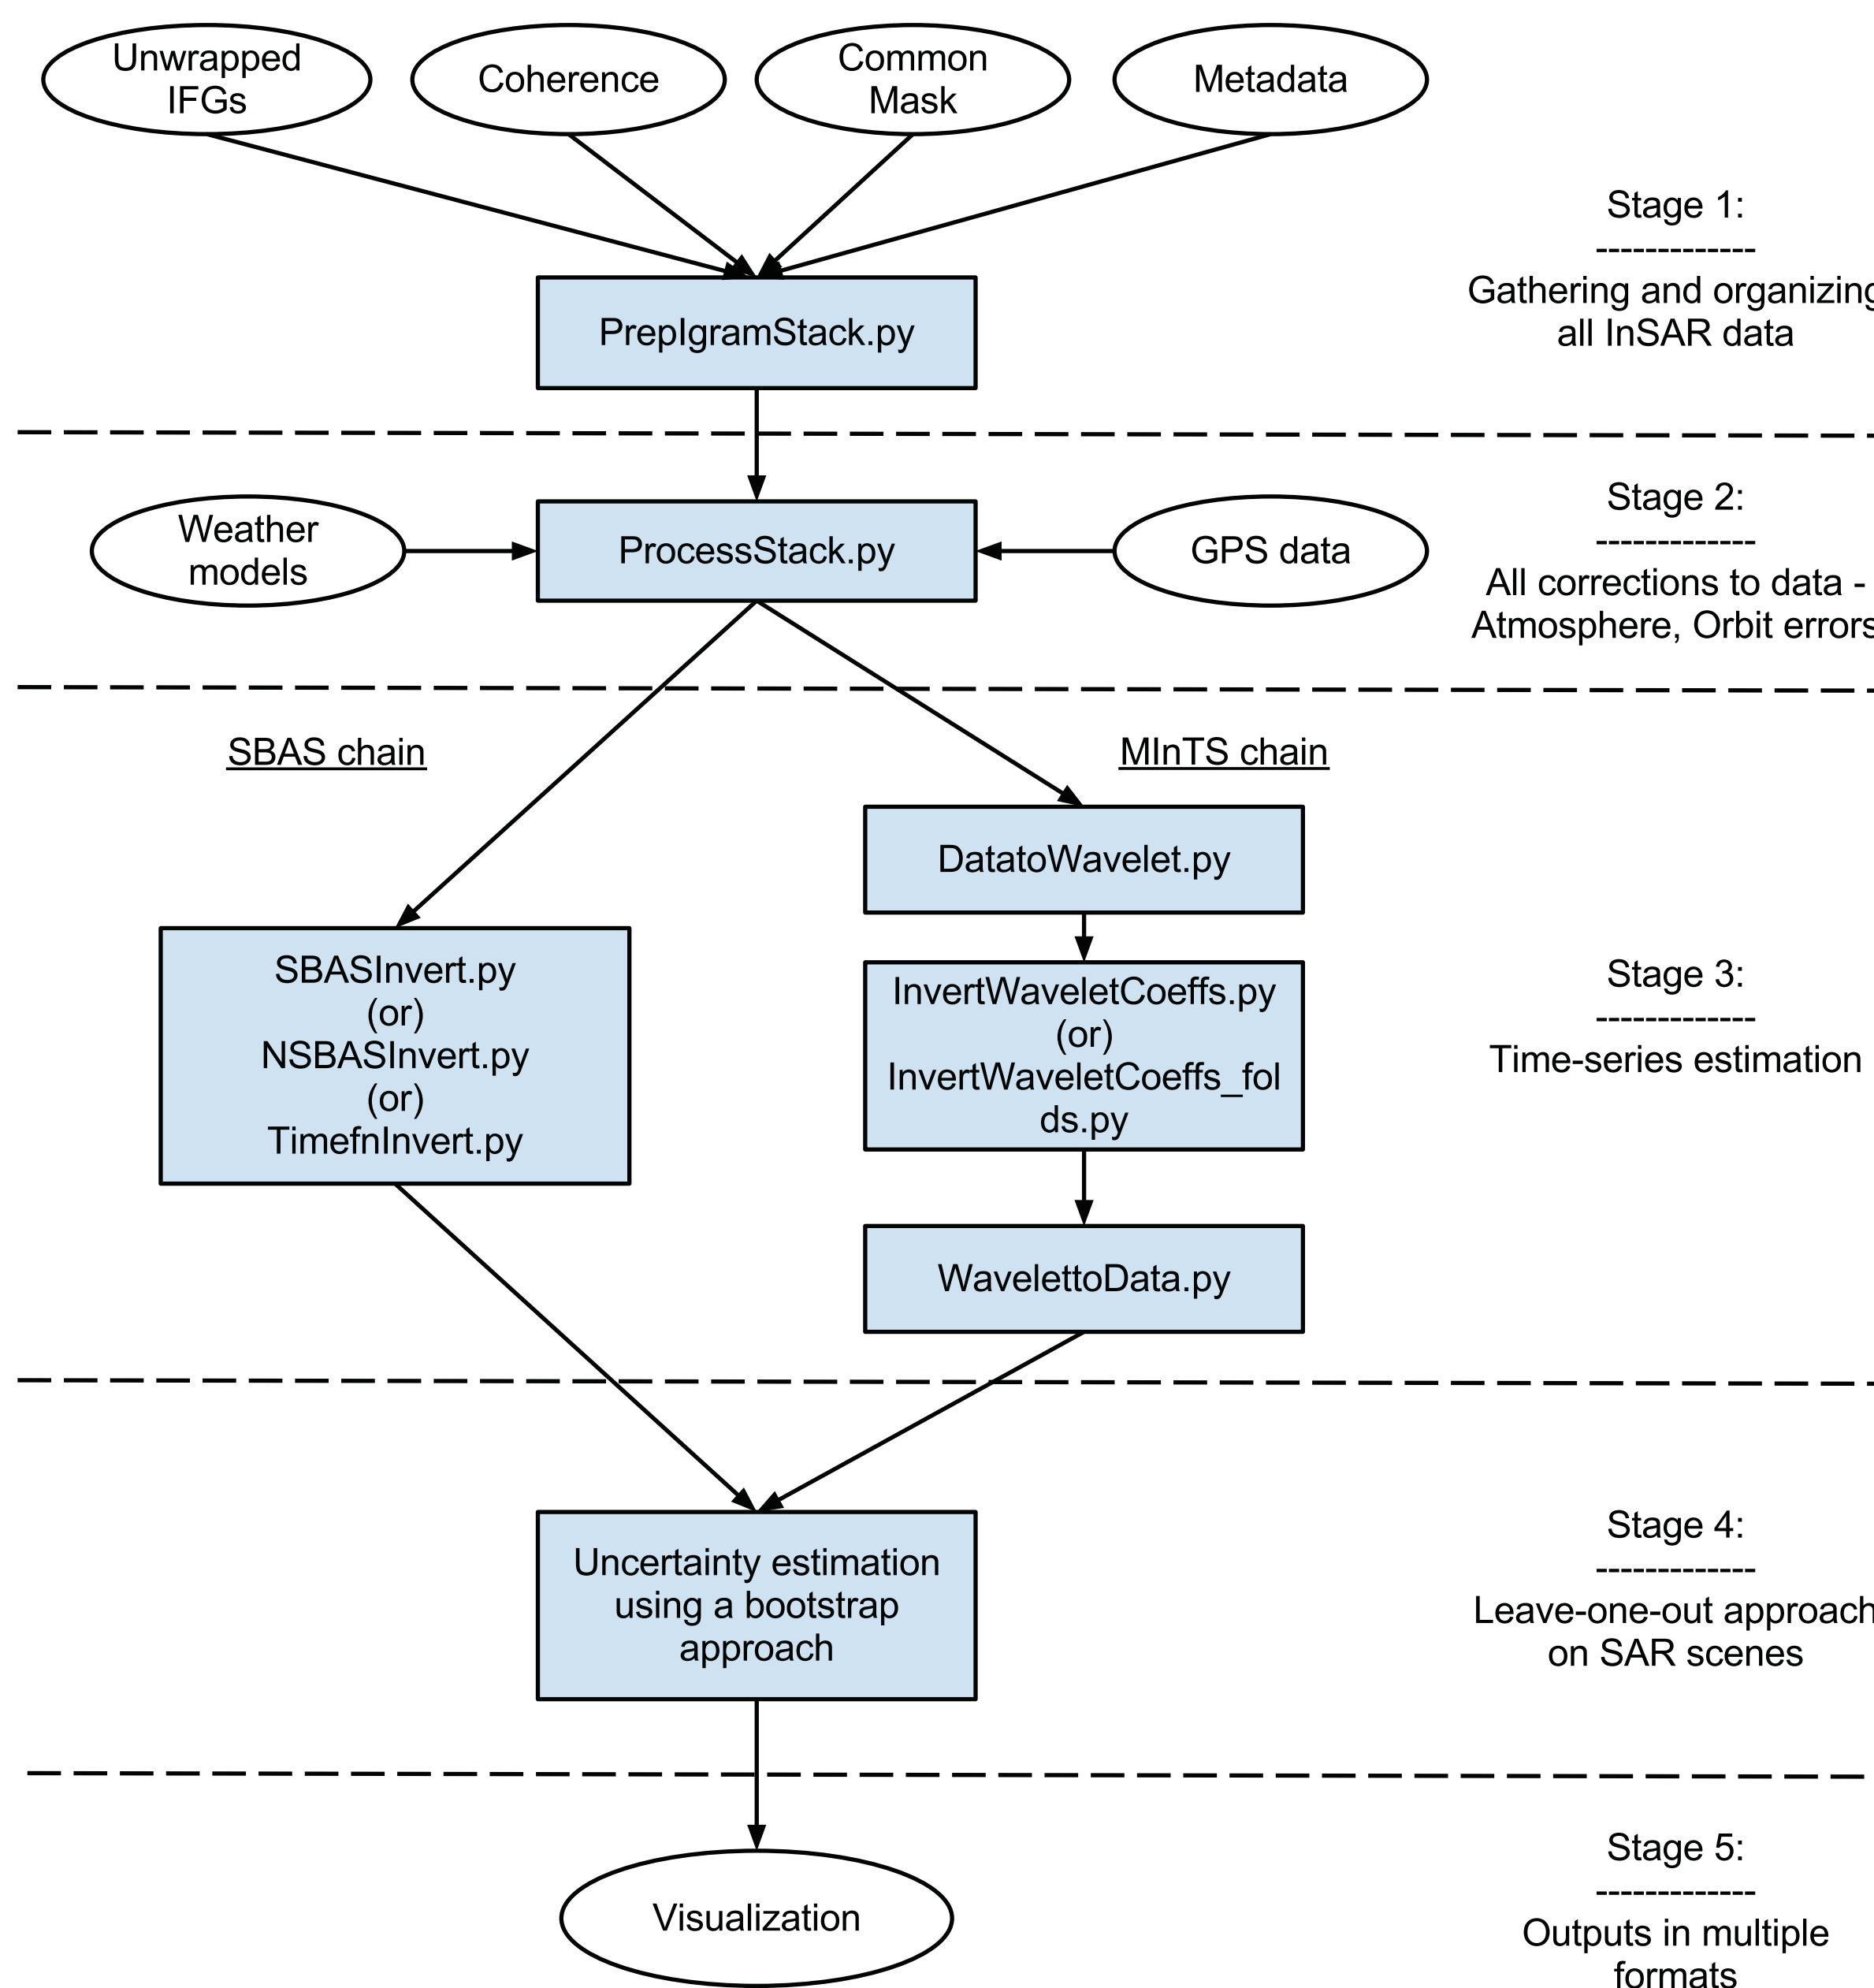 Unwrapped
IFGs
Coherence
Common
Mask
Metadata
Stage 1:
-------------
Gathering and organizing
all InSAR data
PrepIgramStack.py
Stage 2:
-------------
All corrections to data -
Atmosphere, Orbit errors
Weather
models
ProcessStack.py
GPS data
SBAS chain
MInTS chain
DatatoWavelet.py
SBASInvert.py
(or)
NSBASInvert.py
(or)
TimefnInvert.py
InvertWaveletCoeffs.py
(or)
InvertWaveletCoeffs_fol
ds.py
Stage 3:
-------------
Time-series estimation
WavelettoData.py
Uncertainty estimation
using a bootstrap
approach
Stage 4:
-------------
Leave-one-out approach
on SAR scenes
Visualization
Stage 5:
-------------
Outputs in multiple
formats